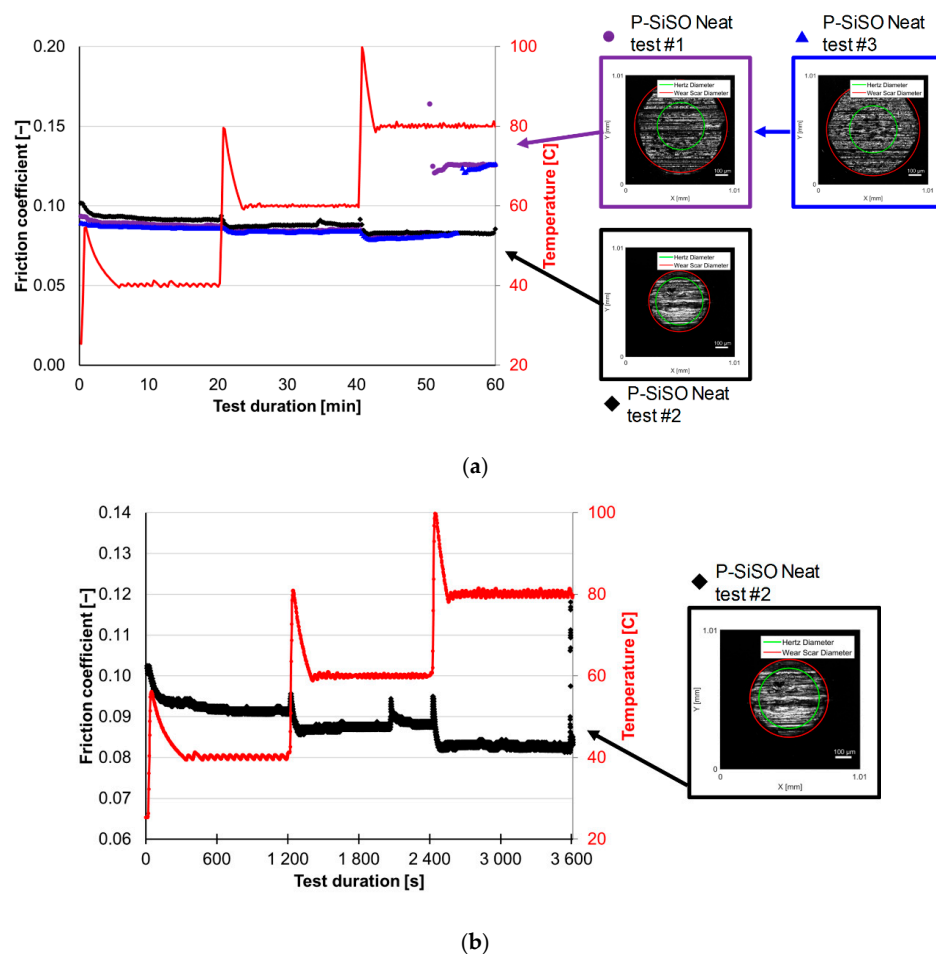 P-SiSO Neat
test #1
P-SiSO Neat
test #3
0.20
0.15
0.10
0.05
0.00
Friction coefficient [–]
100
80
60
40
20
Temperature [C]
0
10
20
30
40
50
60
Test duration [min]
1.01
Y [mm]
0
Hertz Diameter
Wear Scar Diameter
100 µm
X [mm]
1.01
1.01
Y [mm]
0
Hertz Diameter
Wear Scar Diameter
100 µm
X [mm]
1.01
1.01
Y [mm]
0
Hertz Diameter
Wear Scar Diameter
100 µm
X [mm]
1.01
P-SiSO Neat
test #2
(a)
0.14
0.13
0.12
0.11
0.10
0.09
0.08
0.07
0.06
Friction coefficient [–]
100
80
60
40
20
Temperature [C]
0
600
1 200
1 800
2 400
3 000
3 600
Test duration [s]
P-SiSO Neat
test #2
1.01
Y [mm]
0
Hertz Diameter
Wear Scar Diameter
100 µm
X [mm]
1.01
(b)